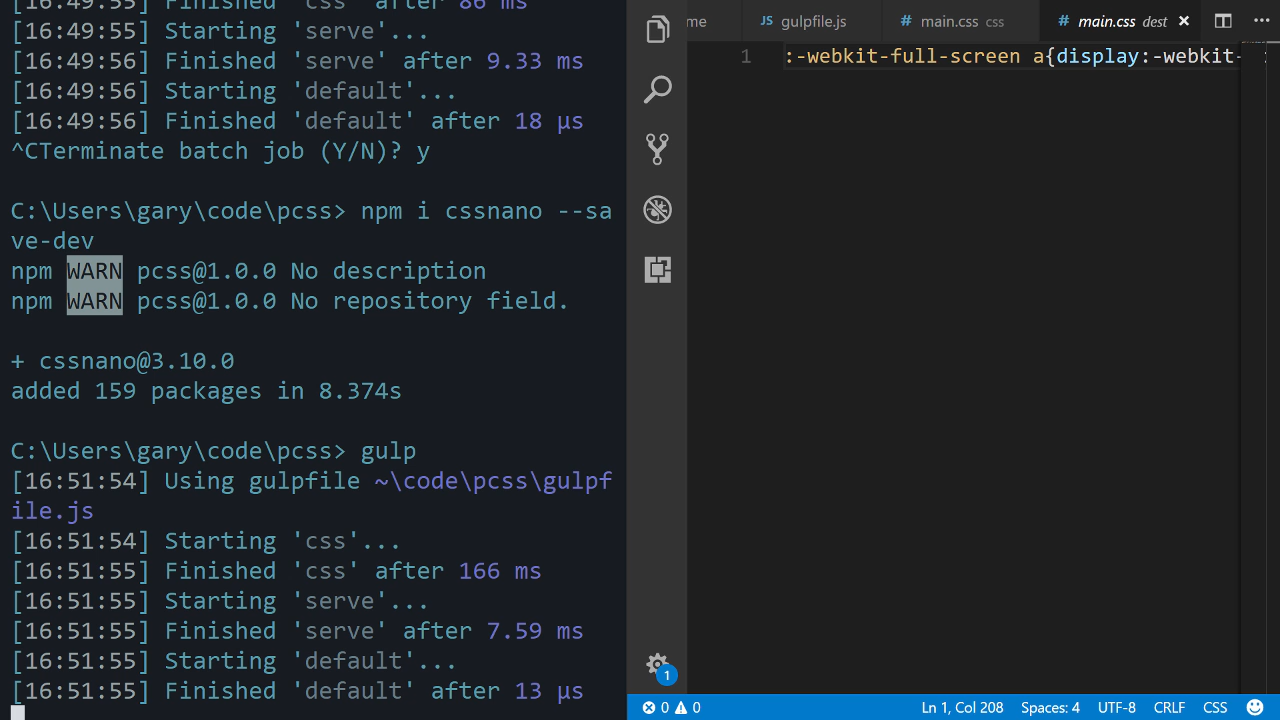 [16:49:55] Finished 'css' after 86 ms
[16:49:55] Starting 'serve'...
[16:49:56] Finished 'serve' after 9.33 ms
[16:49:56] Starting 'default'...
[16:49:56] Finished 'default' after 18 μs
^CTerminate batch job (Y/N)? y
C:\Users\gary\code\pcss> npm i cssnano --sa
ve-dev
npm WARN pcss@1.0.0 No description
npm WARN pcss@1.0.0 No repository field.
+ cssnano@3.10.0
added 159 packages in 8.374s
C:\Users\gary\code\pcss> gulp
[16:51:54] Using gulpfile ~\code\pcss\gulpf
ile.js
[16:51:54] Starting 'css'...
[16:51:55] Finished 'css' after 166 ms
[16:51:55] Starting 'serve'...
[16:51:55] Finished 'serve' after 7.59 ms
[16:51:55] Starting 'default'...
[16:51:55] Finished 'default' after 13 μs
me JS gulpfile.js # main.css css # main.css dest
1 :-webkit-full-screen a{display:-webkit-
1
0 0 Ln 1, Col 208 Spaces: 4 UTF-8 CRLF CSS